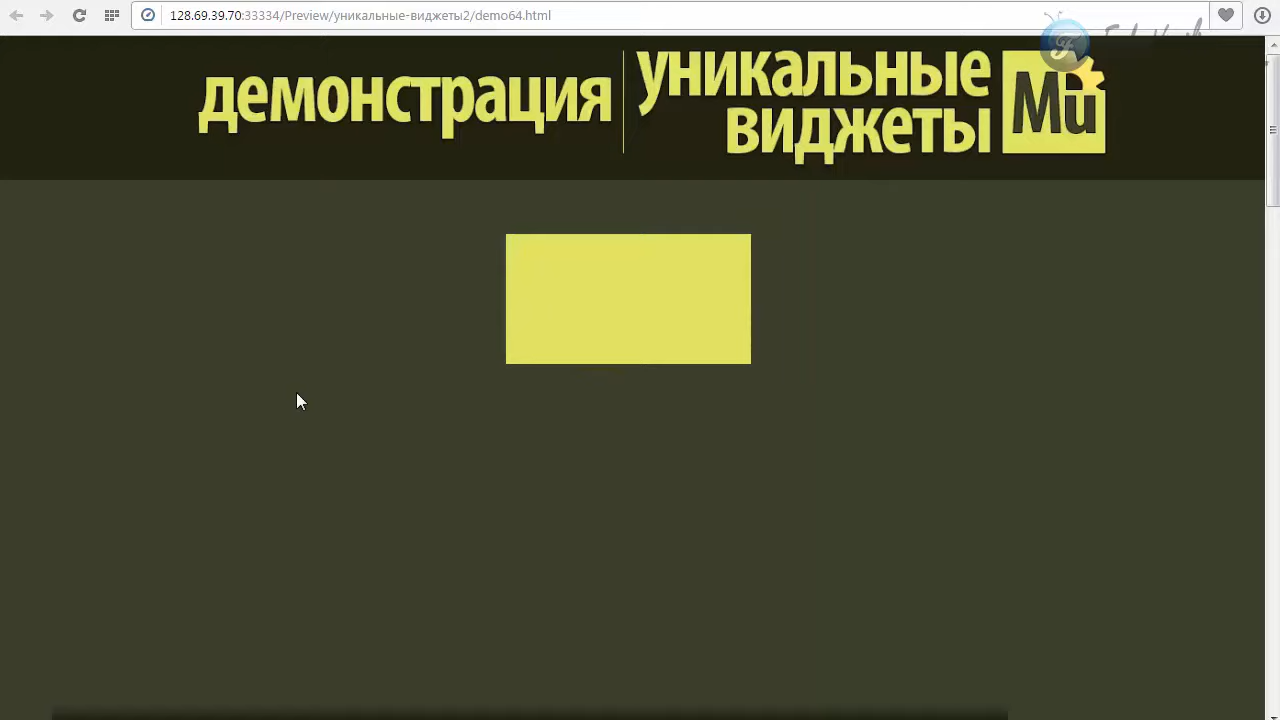 128.69.39.70:33334/Preview/уникальные-виджеты2/demo64.html
демонстрация
уникальные
виджеты
Mu